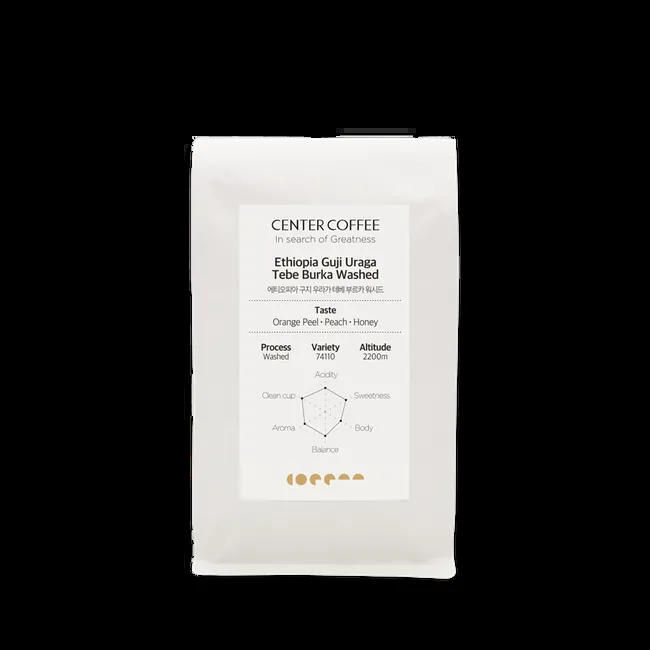 CENTER COFFEE
In search of Greatness
Ethiopia Guji Uraga
Tebe Burka Washed
에티오피아 구지 우라가 테베 부르카 워시드
Taste
Orange Peel • Peach • Honey
Process Variety Altitude
Washed 74110 2200m
Acidity
Clean cup Sweetness
Aroma Body
Balance